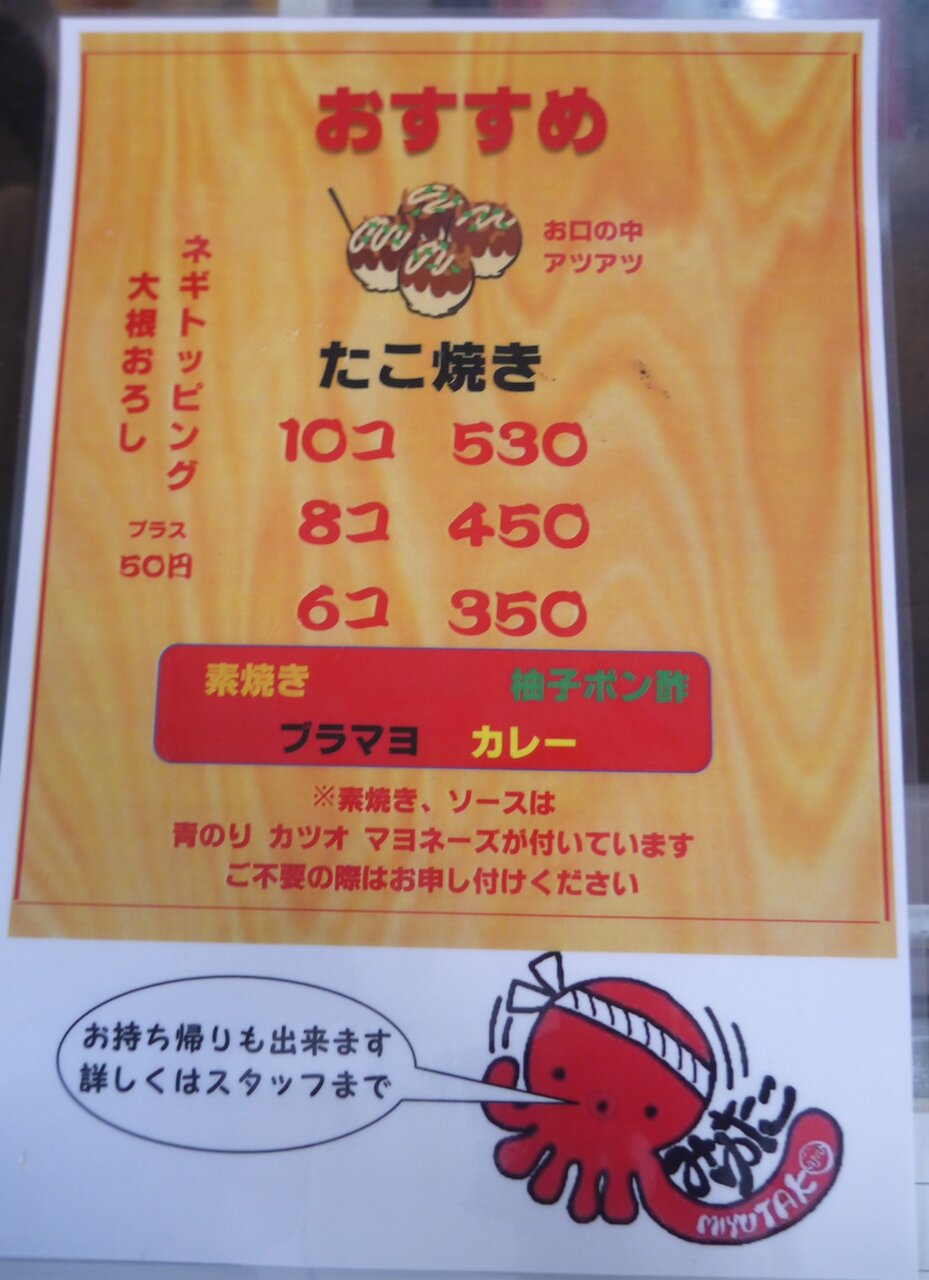 おすすめ
お口の中
アツアツ
ネギトッピング
大根おろし
プラス
50円
たこ焼き
10コ 530
8コ 450
6コ 350
素焼き 柚子ポン酢
ブラマヨ カレー
※素焼き、ソースは
青のり カツオ マヨネーズが付いています
ご不要の際はお申し付けください
お持ち帰りも出来ます
詳しくはスタッフまで
みゆたこ
MIYUTAKO